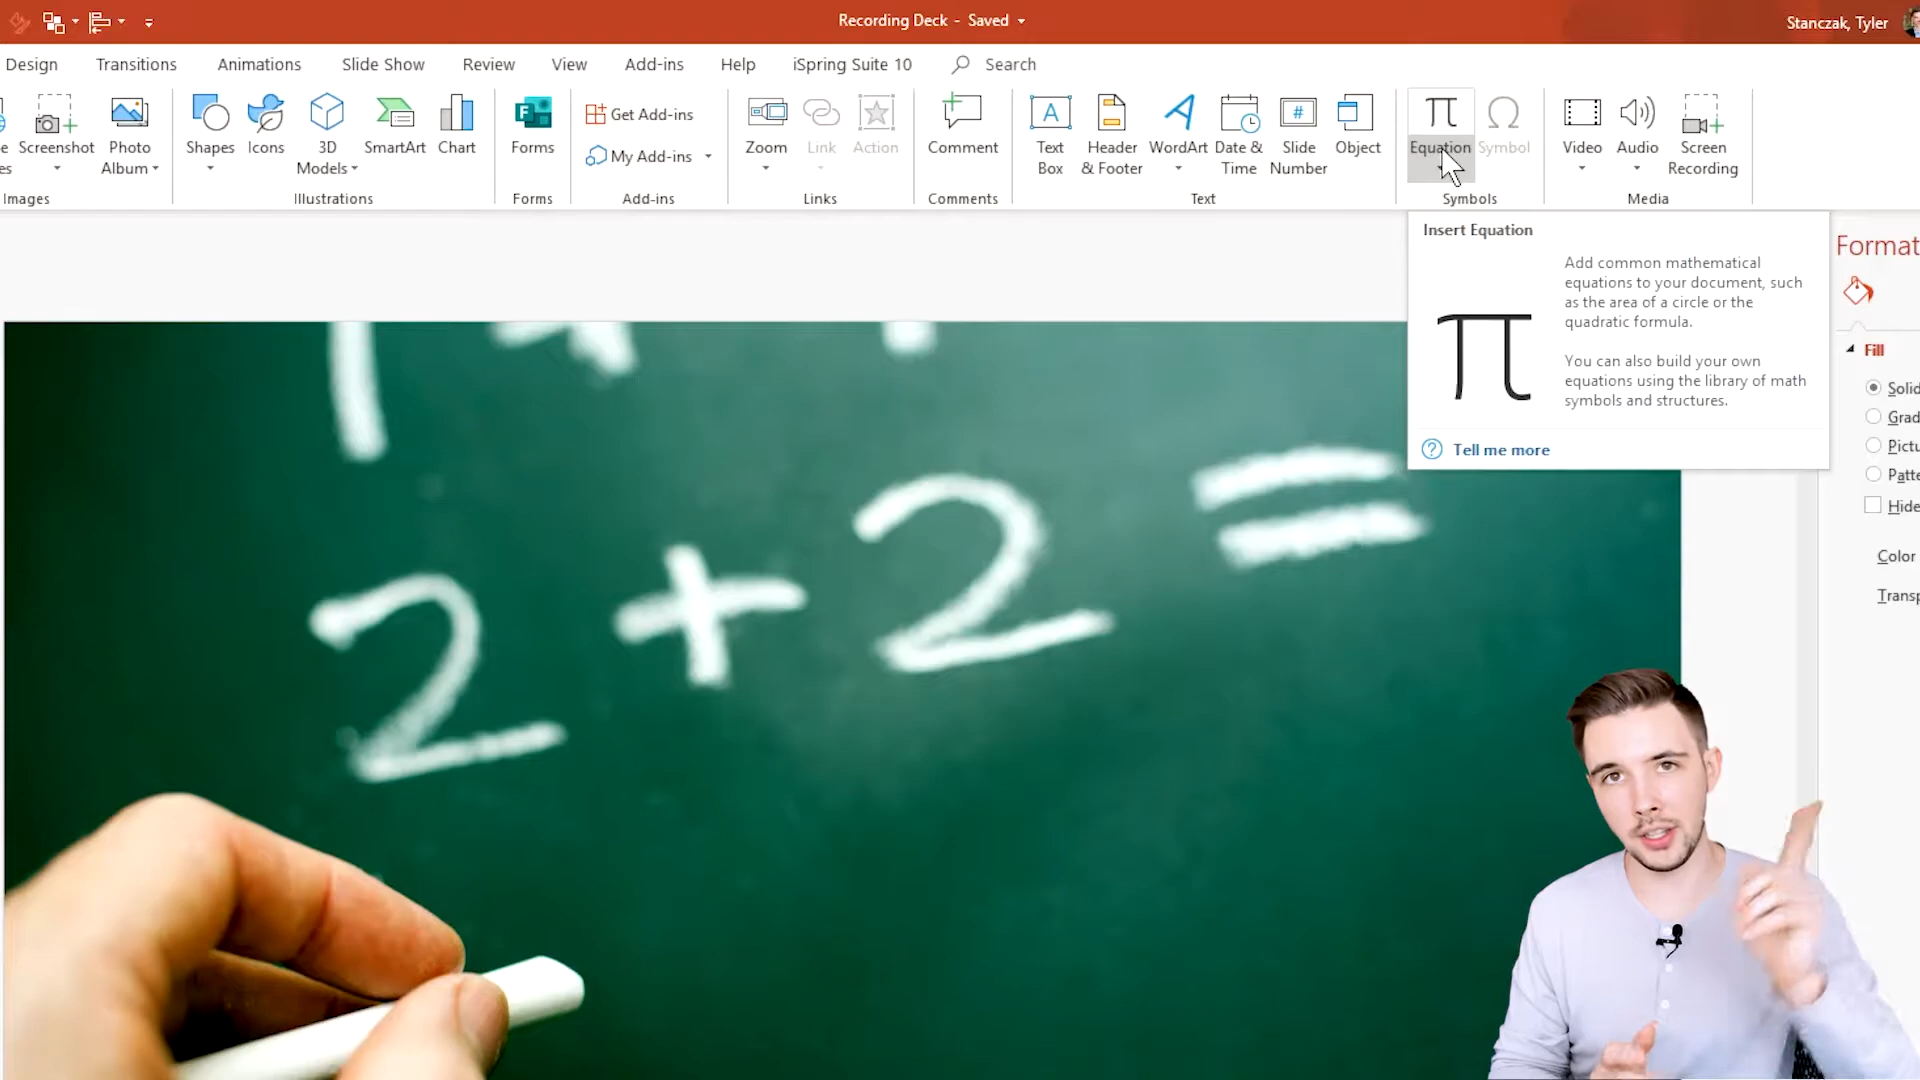 Recording Deck - Saved
Stanczak, Tyler
Design Transitions Animations Slide Show Review View Add-ins Help iSpring Suite 10 Search
Screenshot
Photo Album
Shapes
Icons
3D Models
SmartArt
Chart
Forms
Get Add-ins
My Add-ins
Zoom
Link
Action
Comment
Text Box
Header & Footer
WordArt
Date & Time
Slide Number
Object
π
Equation
Ω
Symbol
Video
Audio
Screen Recording
Images
Illustrations
Forms
Add-ins
Links
Comments
Text
Symbols
Media
Insert Equation
Add common mathematical
equations to your document, such
as the area of a circle or the
quadratic formula.
π
You can also build your own
equations using the library of math
symbols and structures.
Tell me more
Format
Fill
Hide
Color
2 + 2 =